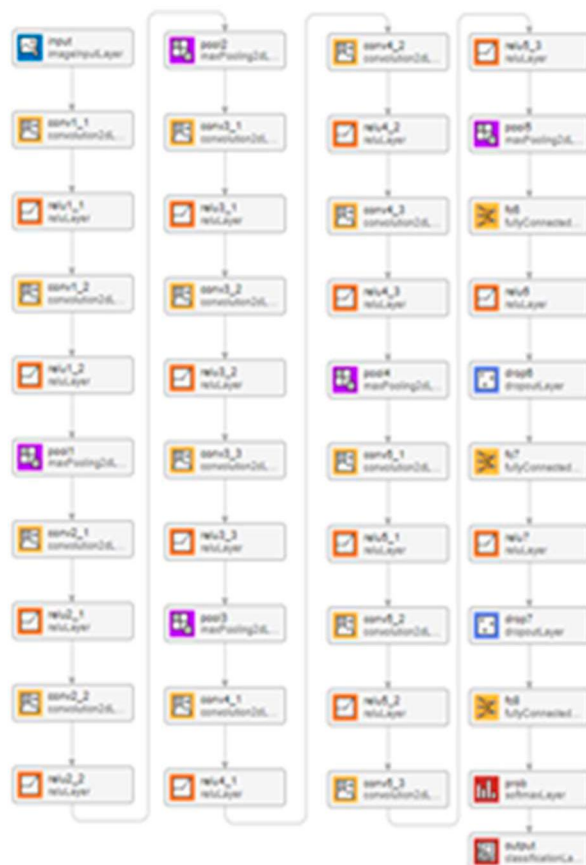 input
imageInputLayer
conv1_1
convolution2dL...
relu1_1
reluLayer
conv1_2
convolution2dL...
relu1_2
reluLayer
pool1
maxPooling2dL...
conv2_1
convolution2dL...
relu2_1
reluLayer
conv2_2
convolution2dL...
relu2_2
reluLayer
pool2
maxPooling2dL...
conv3_1
convolution2dL...
relu3_1
reluLayer
conv3_2
convolution2dL...
relu3_2
reluLayer
conv3_3
convolution2dL...
relu3_3
reluLayer
pool3
maxPooling2dL...
conv4_1
convolution2dL...
relu4_1
reluLayer
conv4_2
convolution2dL...
relu4_2
reluLayer
conv4_3
convolution2dL...
relu4_3
reluLayer
pool4
maxPooling2dL...
conv5_1
convolution2dL...
relu5_1
reluLayer
conv5_2
convolution2dL...
relu5_2
reluLayer
conv5_3
convolution2dL...
relu5_3
reluLayer
pool5
maxPooling2dL...
fc6
fullyConnected...
relu6
reluLayer
drop6
dropoutLayer
fc7
fullyConnected...
relu7
reluLayer
drop7
dropoutLayer
fc8
fullyConnected...
prob
softmaxLayer
output
classificationLa...